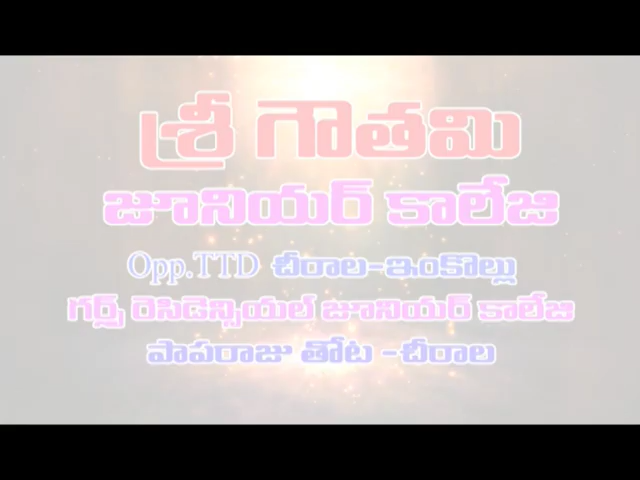 శ్రీ గౌతమి
జూనియర్ కాలేజి
Opp.TTD చీరాల-ఇంకొల్లు
గర్ల్స్ రెసిడెన్సియల్ జూనియర్ కాలేజి
పాపరాజు తోట -చీరాల